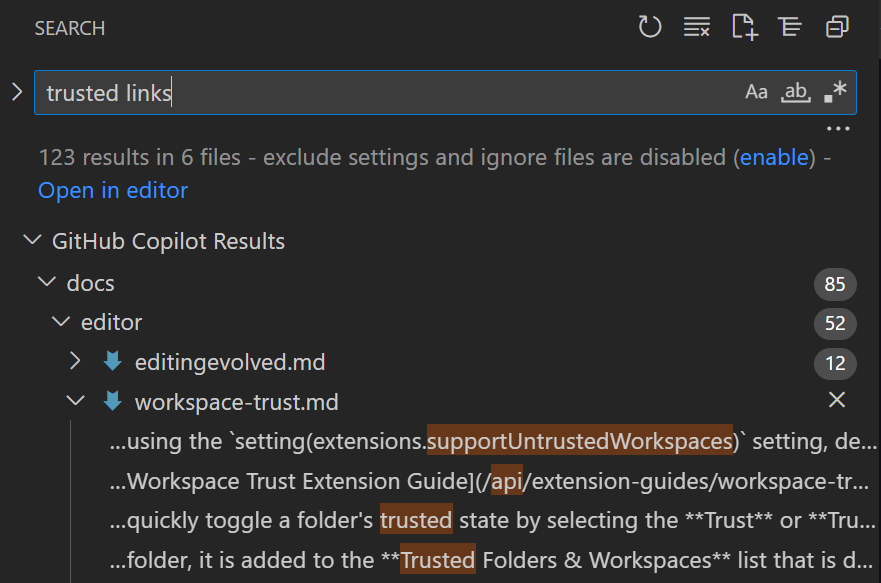 SEARCH
trusted links
Aa ab .*
123 results in 6 files - exclude settings and ignore files are disabled (enable) -
Open in editor
GitHub Copilot Results
docs 85
editor 52
editingevolved.md 12
workspace-trust.md
...using the `setting(extensions.supportUntrustedWorkspaces)` setting, de...
...Workspace Trust Extension Guide](/api/extension-guides/workspace-tr...
...quickly toggle a folder's trusted state by selecting the **Trust** or **Tru...
...folder, it is added to the **Trusted Folders & Workspaces** list that is d...